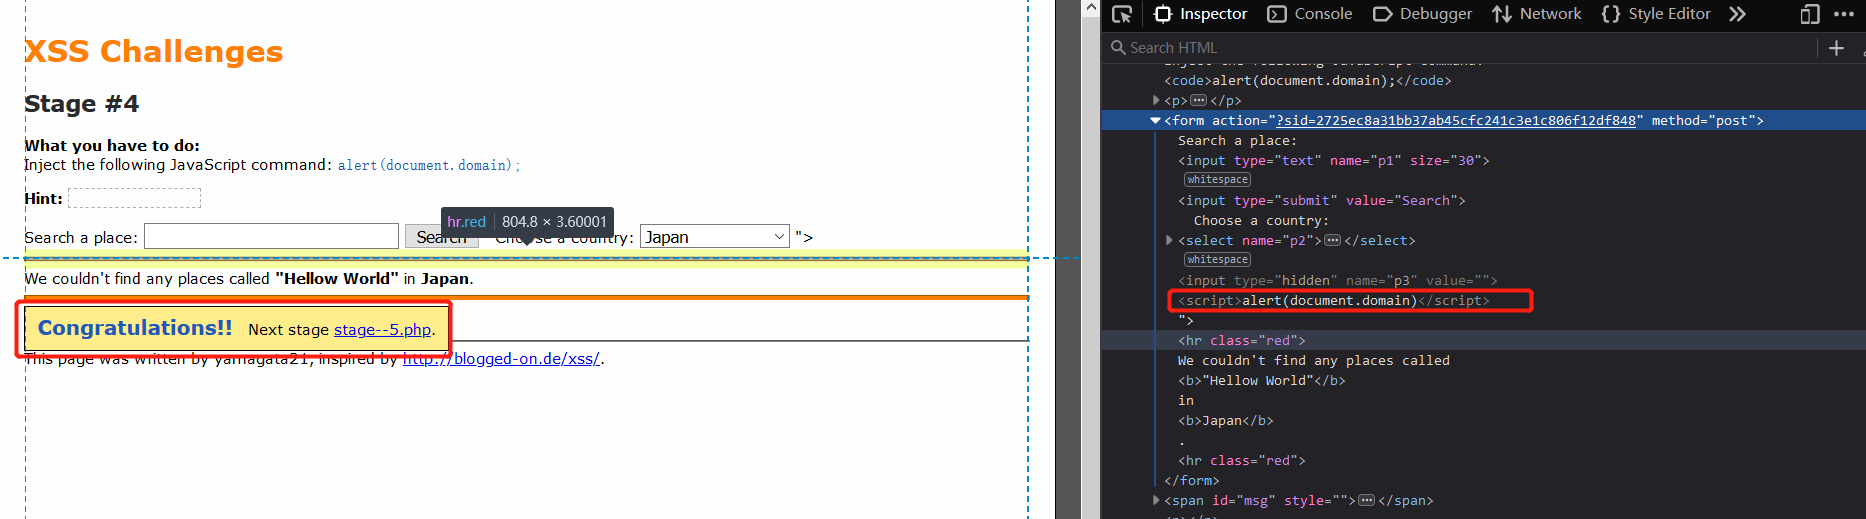 XSS Challenges
Stage #4
What you have to do:
Inject the following JavaScript command: alert(document.domain);
Hint:
hr.red 804.8 × 3.60001
Search a place: Search Choose a country: Japan ">
We couldn't find any places called "Hellow World" in Japan.
Congratulations!! Next stage stage--5.php.
This page was written by yamagata21, inspired by http://blogged-on.de/xss/.
Inspector Console Debugger Network Style Editor
Search HTML
<code>alert(document.domain);</code>
<p></p>
<form action="?sid=2725ec8a31bb37ab45cfc241c3e1c806f12df848" method="post">
Search a place:
<input type="text" name="p1" size="30">
whitespace
<input type="submit" value="Search">
Choose a country:
<select name="p2"></select>
whitespace
<input type="hidden" name="p3" value="">
<script>alert(document.domain)</script>
">
<hr class="red">
We couldn't find any places called
<b>"Hellow World"</b>
in
<b>Japan</b>
.
<hr class="red">
</form>
<span id="msg" style=""></span>